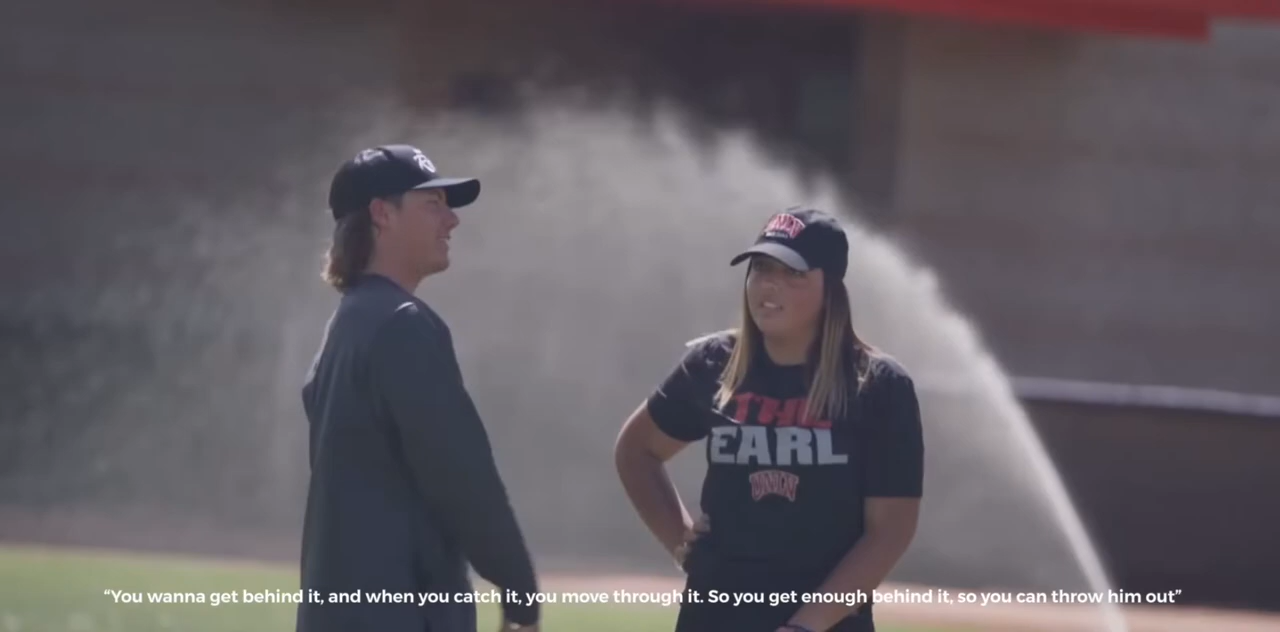 UNLV
THE
EARL
UNLV
“You wanna get behind it, and when you catch it, you move through it. So you get enough behind it, so you can throw him out”